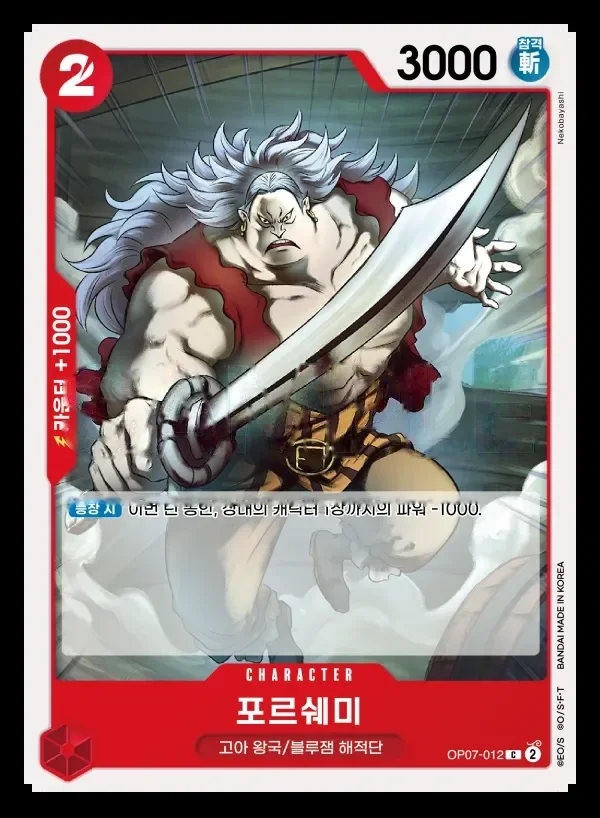 2
3000
참격
斬
Nekobayashi
카운터 +1000
등장 시 이번 턴 동안, 상대의 캐릭터 1장까지의 파워 -1000.
CHARACTER
포르쉐미
고아 왕국/블루잼 해적단
OP07-012 C 2
©EO/S ©O/S·F·T BANDAI MADE IN KOREA